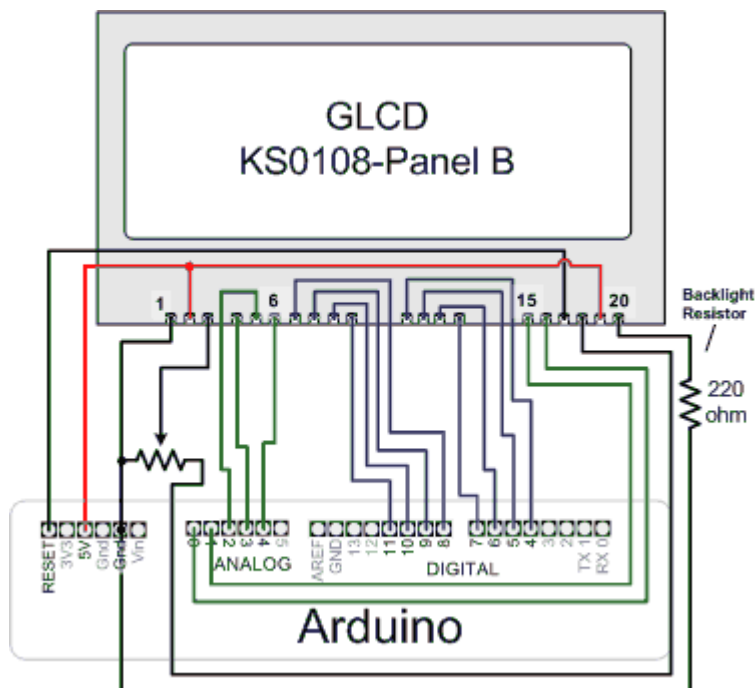 GLCD
KS0108-Panel B
1
6
15
20
Backlight
Resistor
220
ohm
RESET
3V3
5V
Gnd
Gnd
Vin
0
1
2
3
4
5
ANALOG
AREF
GND
13
12
11
10
9
8
7
6
5
4
3
2
TX 1
RX 0
DIGITAL
Arduino